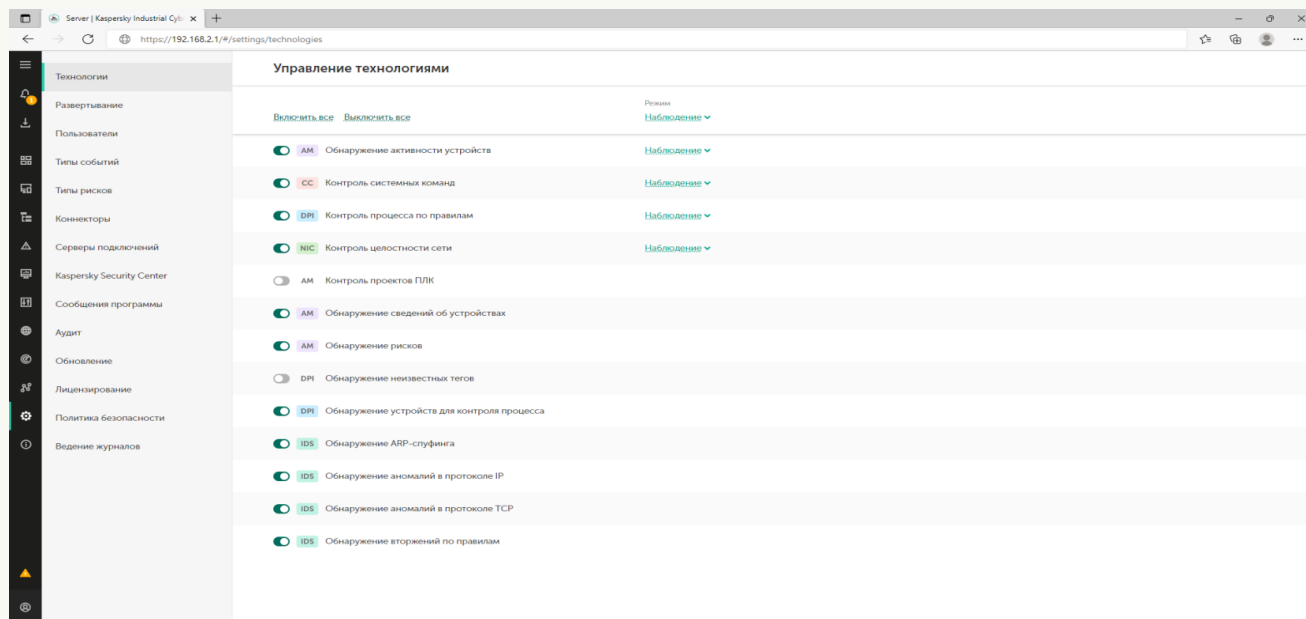 Server | Kaspersky Industrial Cyb
https://192.168.2.1/#/settings/technologies
Технологии
Развертывание
Пользователи
Типы событий
Типы рисков
Коннекторы
Серверы подключений
Kaspersky Security Center
Сообщения программы
Аудит
Обновление
Лицензирование
Политика безопасности
Ведение журналов
Управление технологиями
Режим
Включить все Выключить все Наблюдение
AM Обнаружение активности устройств Наблюдение
CC Контроль системных команд Наблюдение
DPI Контроль процесса по правилам Наблюдение
NIC Контроль целостности сети Наблюдение
AM Контроль проектов ПЛК
AM Обнаружение сведений об устройствах
AM Обнаружение рисков
DPI Обнаружение неизвестных тегов
DPI Обнаружение устройств для контроля процесса
IDS Обнаружение ARP-спуфинга
IDS Обнаружение аномалий в протоколе IP
IDS Обнаружение аномалий в протоколе TCP
IDS Обнаружение вторжений по правилам